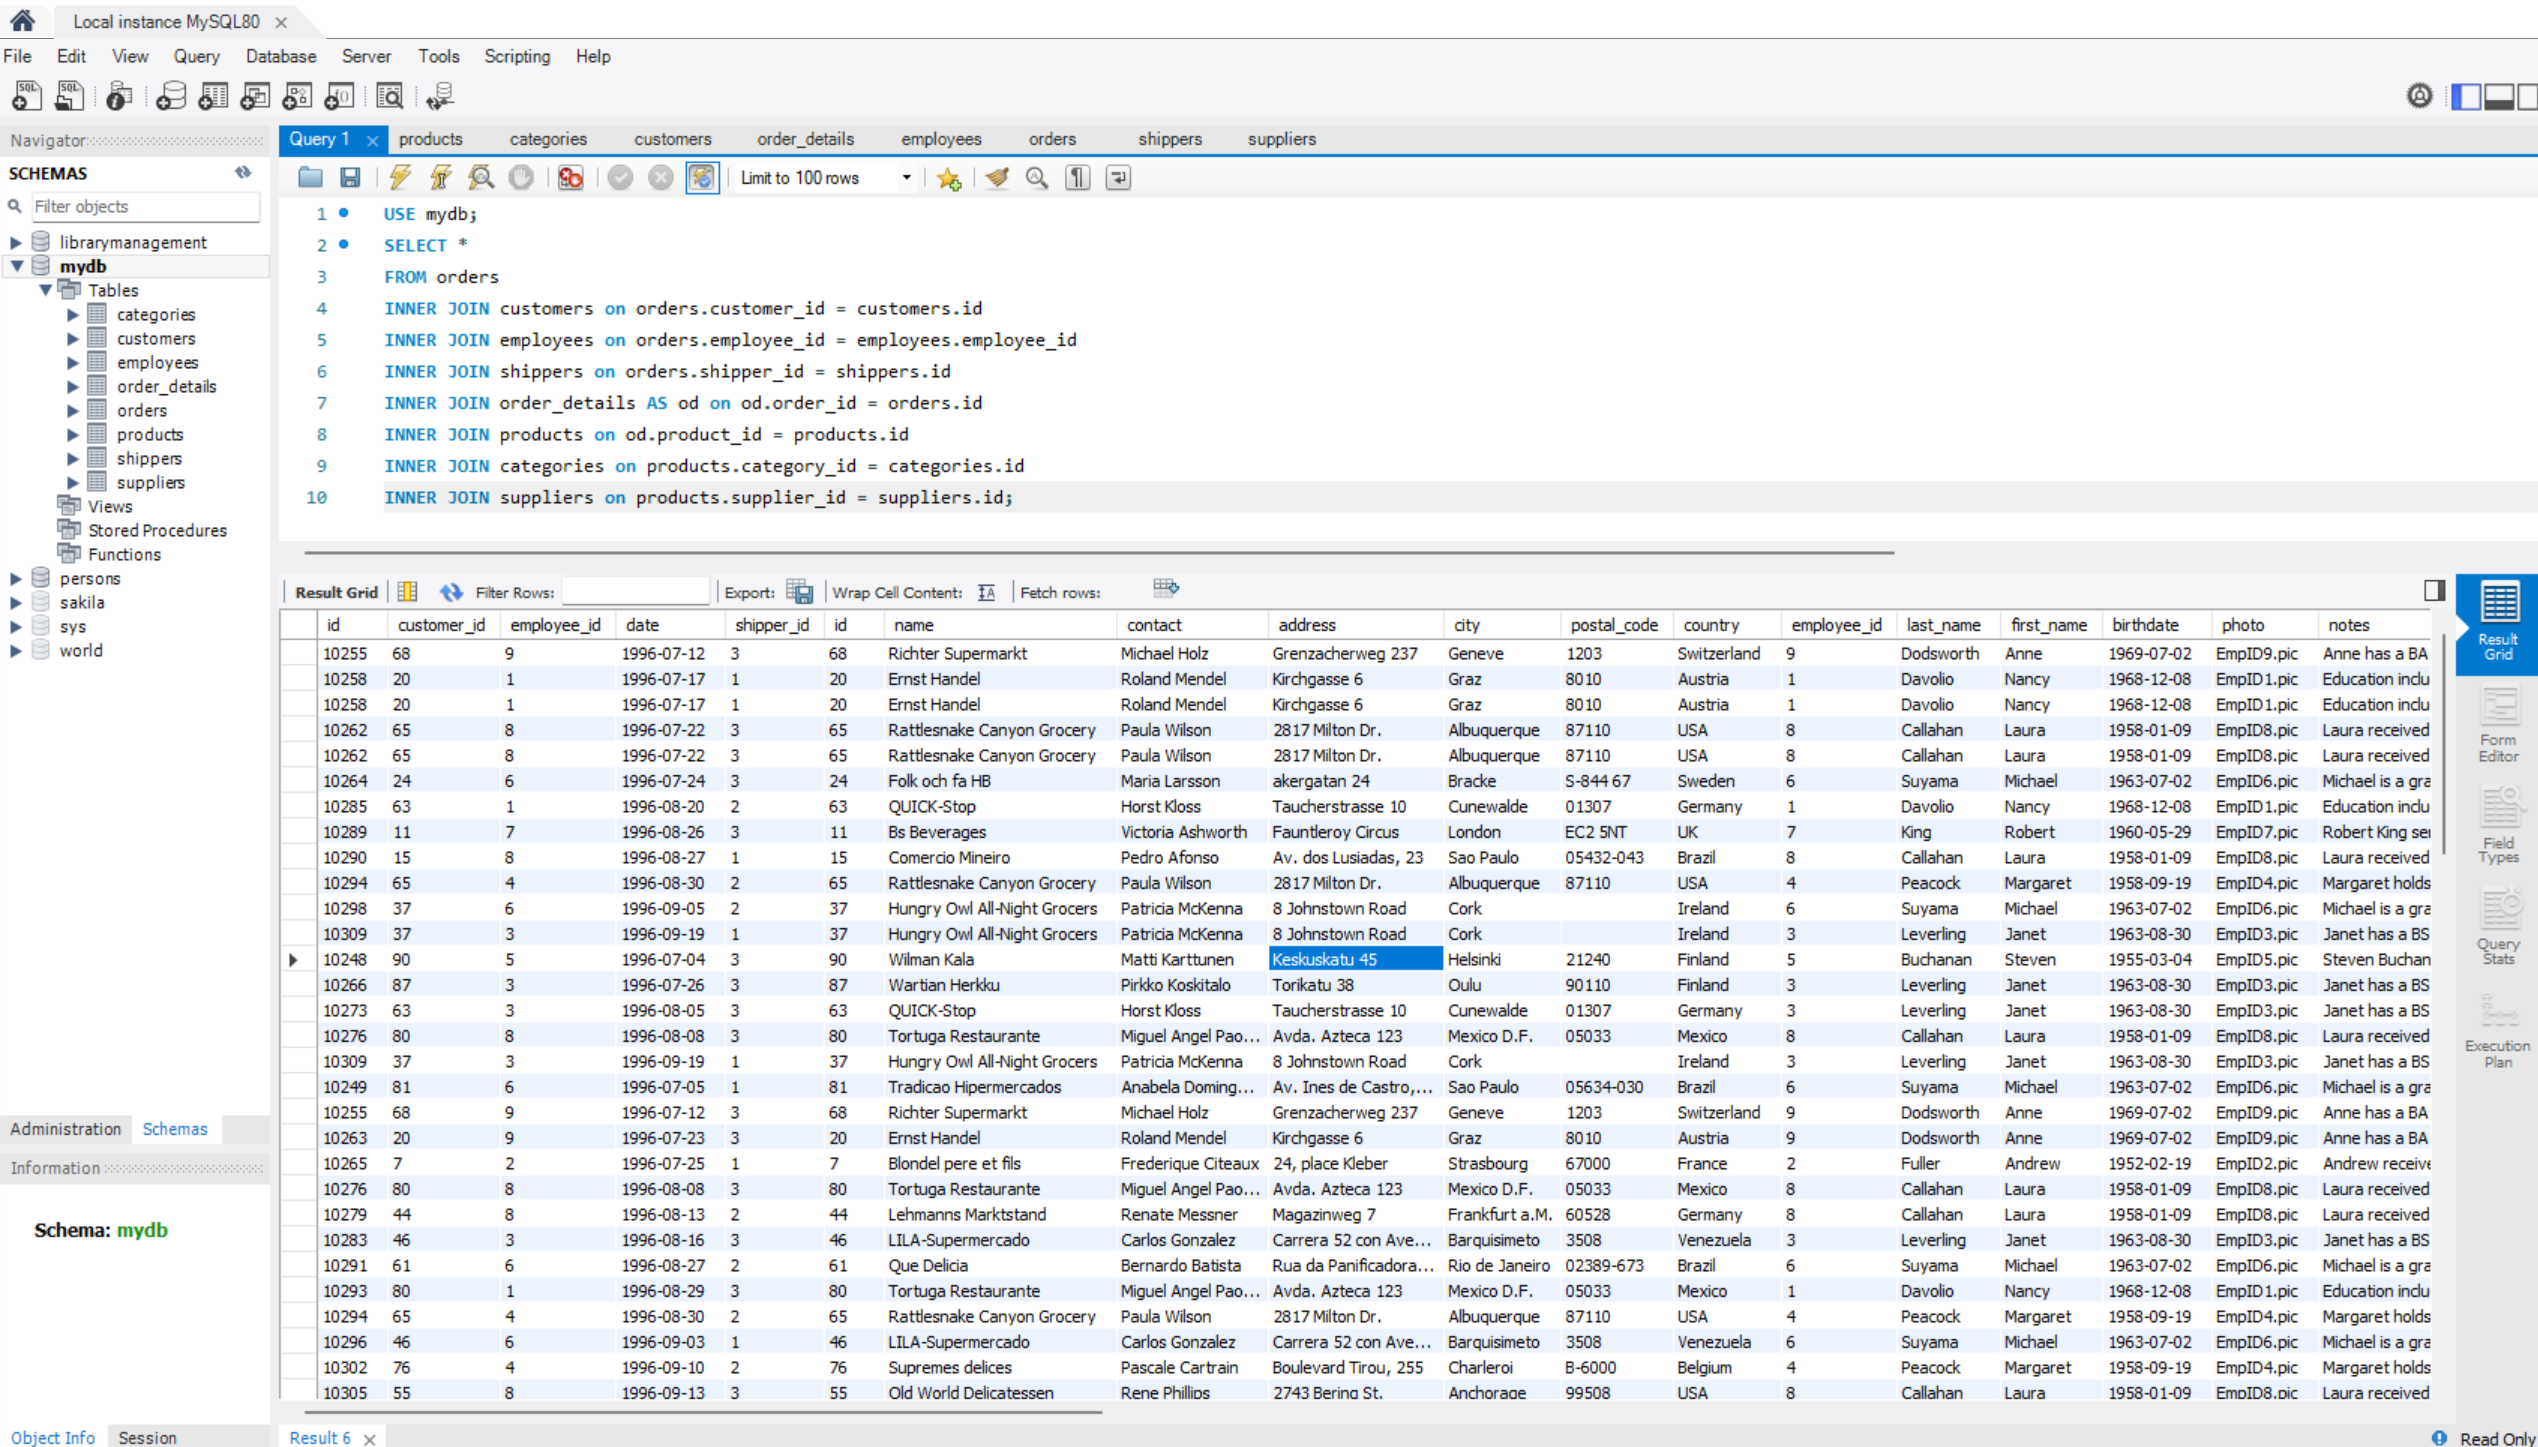 Local instance MySQL80
File Edit View Query Database Server Tools Scripting Help
Navigator
SCHEMAS
Filter objects
librarymanagement
mydb
Tables
categories
customers
employees
order_details
orders
products
shippers
suppliers
Views
Stored Procedures
Functions
persons
sakila
sys
world
Administration Schemas
Information
Schema: mydb
Object Info Session
Query 1 products categories customers order_details employees orders shippers suppliers
Limit to 100 rows
1 USE mydb;
2 SELECT *
3 FROM orders
4 INNER JOIN customers on orders.customer_id = customers.id
5 INNER JOIN employees on orders.employee_id = employees.employee_id
6 INNER JOIN shippers on orders.shipper_id = shippers.id
7 INNER JOIN order_details AS od on od.order_id = orders.id
8 INNER JOIN products on od.product_id = products.id
9 INNER JOIN categories on products.category_id = categories.id
10 INNER JOIN suppliers on products.supplier_id = suppliers.id;
Result Grid Filter Rows: Export: Wrap Cell Content: Fetch rows:
id customer_id employee_id date shipper_id id name contact address city postal_code country employee_id last_name first_name birthdate photo notes
10255 68 9 1996-07-12 3 68 Richter Supermarkt Michael Holz Grenzacherweg 237 Geneve 1203 Switzerland 9 Dodsworth Anne 1969-07-02 EmpID9.pic Anne has a BA
10258 20 1 1996-07-17 1 20 Ernst Handel Roland Mendel Kirchgasse 6 Graz 8010 Austria 1 Davolio Nancy 1968-12-08 EmpID1.pic Education inclu
10258 20 1 1996-07-17 1 20 Ernst Handel Roland Mendel Kirchgasse 6 Graz 8010 Austria 1 Davolio Nancy 1968-12-08 EmpID1.pic Education inclu
10262 65 8 1996-07-22 3 65 Rattlesnake Canyon Grocery Paula Wilson 2817 Milton Dr. Albuquerque 87110 USA 8 Callahan Laura 1958-01-09 EmpID8.pic Laura received
10262 65 8 1996-07-22 3 65 Rattlesnake Canyon Grocery Paula Wilson 2817 Milton Dr. Albuquerque 87110 USA 8 Callahan Laura 1958-01-09 EmpID8.pic Laura received
10264 24 6 1996-07-24 3 24 Folk och fa HB Maria Larsson akergatan 24 Bracke S-844 67 Sweden 6 Suyama Michael 1963-07-02 EmpID6.pic Michael is a gra
10285 63 1 1996-08-20 2 63 QUICK-Stop Horst Kloss Taucherstrasse 10 Cunewalde 01307 Germany 1 Davolio Nancy 1968-12-08 EmpID1.pic Education inclu
10289 11 7 1996-08-26 3 11 Bs Beverages Victoria Ashworth Fauntleroy Circus London EC2 5NT UK 7 King Robert 1960-05-29 EmpID7.pic Robert King ser
10290 15 8 1996-08-27 1 15 Comercio Mineiro Pedro Afonso Av. dos Lusiadas, 23 Sao Paulo 05432-043 Brazil 8 Callahan Laura 1958-01-09 EmpID8.pic Laura received
10294 65 4 1996-08-30 2 65 Rattlesnake Canyon Grocery Paula Wilson 2817 Milton Dr. Albuquerque 87110 USA 4 Peacock Margaret 1958-09-19 EmpID4.pic Margaret holds
10298 37 6 1996-09-05 2 37 Hungry Owl All-Night Grocers Patricia McKenna 8 Johnstown Road Cork Ireland 6 Suyama Michael 1963-07-02 EmpID6.pic Michael is a gra
10309 37 3 1996-09-19 1 37 Hungry Owl All-Night Grocers Patricia McKenna 8 Johnstown Road Cork Ireland 3 Leverling Janet 1963-08-30 EmpID3.pic Janet has a BS
10248 90 5 1996-07-04 3 90 Wilman Kala Matti Karttunen Keskuskatu 45 Helsinki 21240 Finland 5 Buchanan Steven 1955-03-04 EmpID5.pic Steven Buchan
10266 87 3 1996-07-26 3 87 Wartian Herkku Pirkko Koskitalo Torikatu 38 Oulu 90110 Finland 3 Leverling Janet 1963-08-30 EmpID3.pic Janet has a BS
10273 63 3 1996-08-05 3 63 QUICK-Stop Horst Kloss Taucherstrasse 10 Cunewalde 01307 Germany 3 Leverling Janet 1963-08-30 EmpID3.pic Janet has a BS
10276 80 8 1996-08-08 3 80 Tortuga Restaurante Miguel Angel Pao... Avda. Azteca 123 Mexico D.F. 05033 Mexico 8 Callahan Laura 1958-01-09 EmpID8.pic Laura received
10309 37 3 1996-09-19 1 37 Hungry Owl All-Night Grocers Patricia McKenna 8 Johnstown Road Cork Ireland 3 Leverling Janet 1963-08-30 EmpID3.pic Janet has a BS
10249 81 6 1996-07-05 1 81 Tradicao Hipermercados Anabela Doming... Av. Ines de Castro,... Sao Paulo 05634-030 Brazil 6 Suyama Michael 1963-07-02 EmpID6.pic Michael is a gra
10255 68 9 1996-07-12 3 68 Richter Supermarkt Michael Holz Grenzacherweg 237 Geneve 1203 Switzerland 9 Dodsworth Anne 1969-07-02 EmpID9.pic Anne has a BA
10263 20 9 1996-07-23 3 20 Ernst Handel Roland Mendel Kirchgasse 6 Graz 8010 Austria 9 Dodsworth Anne 1969-07-02 EmpID9.pic Anne has a BA
10265 7 2 1996-07-25 1 7 Blondel pere et fils Frederique Citeaux 24, place Kleber Strasbourg 67000 France 2 Fuller Andrew 1952-02-19 EmpID2.pic Andrew receive
10276 80 8 1996-08-08 3 80 Tortuga Restaurante Miguel Angel Pao... Avda. Azteca 123 Mexico D.F. 05033 Mexico 8 Callahan Laura 1958-01-09 EmpID8.pic Laura received
10279 44 8 1996-08-13 2 44 Lehmanns Marktstand Renate Messner Magazinweg 7 Frankfurt a.M. 60528 Germany 8 Callahan Laura 1958-01-09 EmpID8.pic Laura received
10283 46 3 1996-08-16 3 46 LILA-Supermercado Carlos Gonzalez Carrera 52 con Ave... Barquisimeto 3508 Venezuela 3 Leverling Janet 1963-08-30 EmpID3.pic Janet has a BS
10291 61 6 1996-08-27 2 61 Que Delicia Bernardo Batista Rua da Panificadora... Rio de Janeiro 02389-673 Brazil 6 Suyama Michael 1963-07-02 EmpID6.pic Michael is a gra
10293 80 1 1996-08-29 3 80 Tortuga Restaurante Miguel Angel Pao... Avda. Azteca 123 Mexico D.F. 05033 Mexico 1 Davolio Nancy 1968-12-08 EmpID1.pic Education inclu
10294 65 4 1996-08-30 2 65 Rattlesnake Canyon Grocery Paula Wilson 2817 Milton Dr. Albuquerque 87110 USA 4 Peacock Margaret 1958-09-19 EmpID4.pic Margaret holds
10296 46 6 1996-09-03 1 46 LILA-Supermercado Carlos Gonzalez Carrera 52 con Ave... Barquisimeto 3508 Venezuela 6 Suyama Michael 1963-07-02 EmpID6.pic Michael is a gra
10302 76 4 1996-09-10 2 76 Supremes delices Pascale Cartrain Boulevard Tirou, 255 Charleroi B-6000 Belgium 4 Peacock Margaret 1958-09-19 EmpID4.pic Margaret holds
10305 55 8 1996-09-13 3 55 Old World Delicatessen Rene Phillips 2743 Bering St. Anchorage 99508 USA 8 Callahan Laura 1958-01-09 EmpID8.pic Laura received
Result
Grid
Form
Editor
Field
Types
Query
Stats
Execution
Plan
Result 6
Read Only